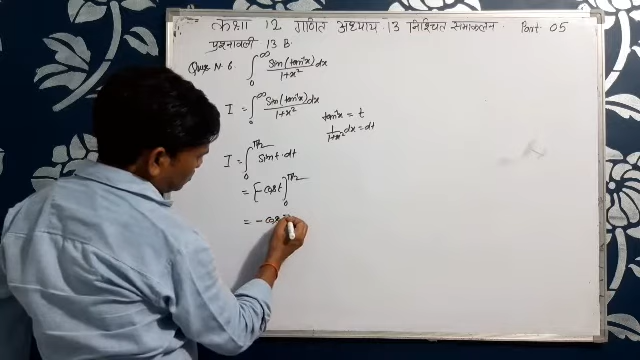 कक्षा 12 गणित अध्याय 13 निश्चित समाकलन Part 05
प्रश्नावली 13 B
Ques N. 6. ∫₀^∞ Sin(tan⁻¹x)/(1+x²) dx
I = ∫₀^∞ Sin(tan⁻¹x)/(1+x²) dx
tan⁻¹x = t
1/(1+x²) dx = dt
I = ∫₀^π/2 Sint·dt
= [-cost]₀^π/2
= -cos